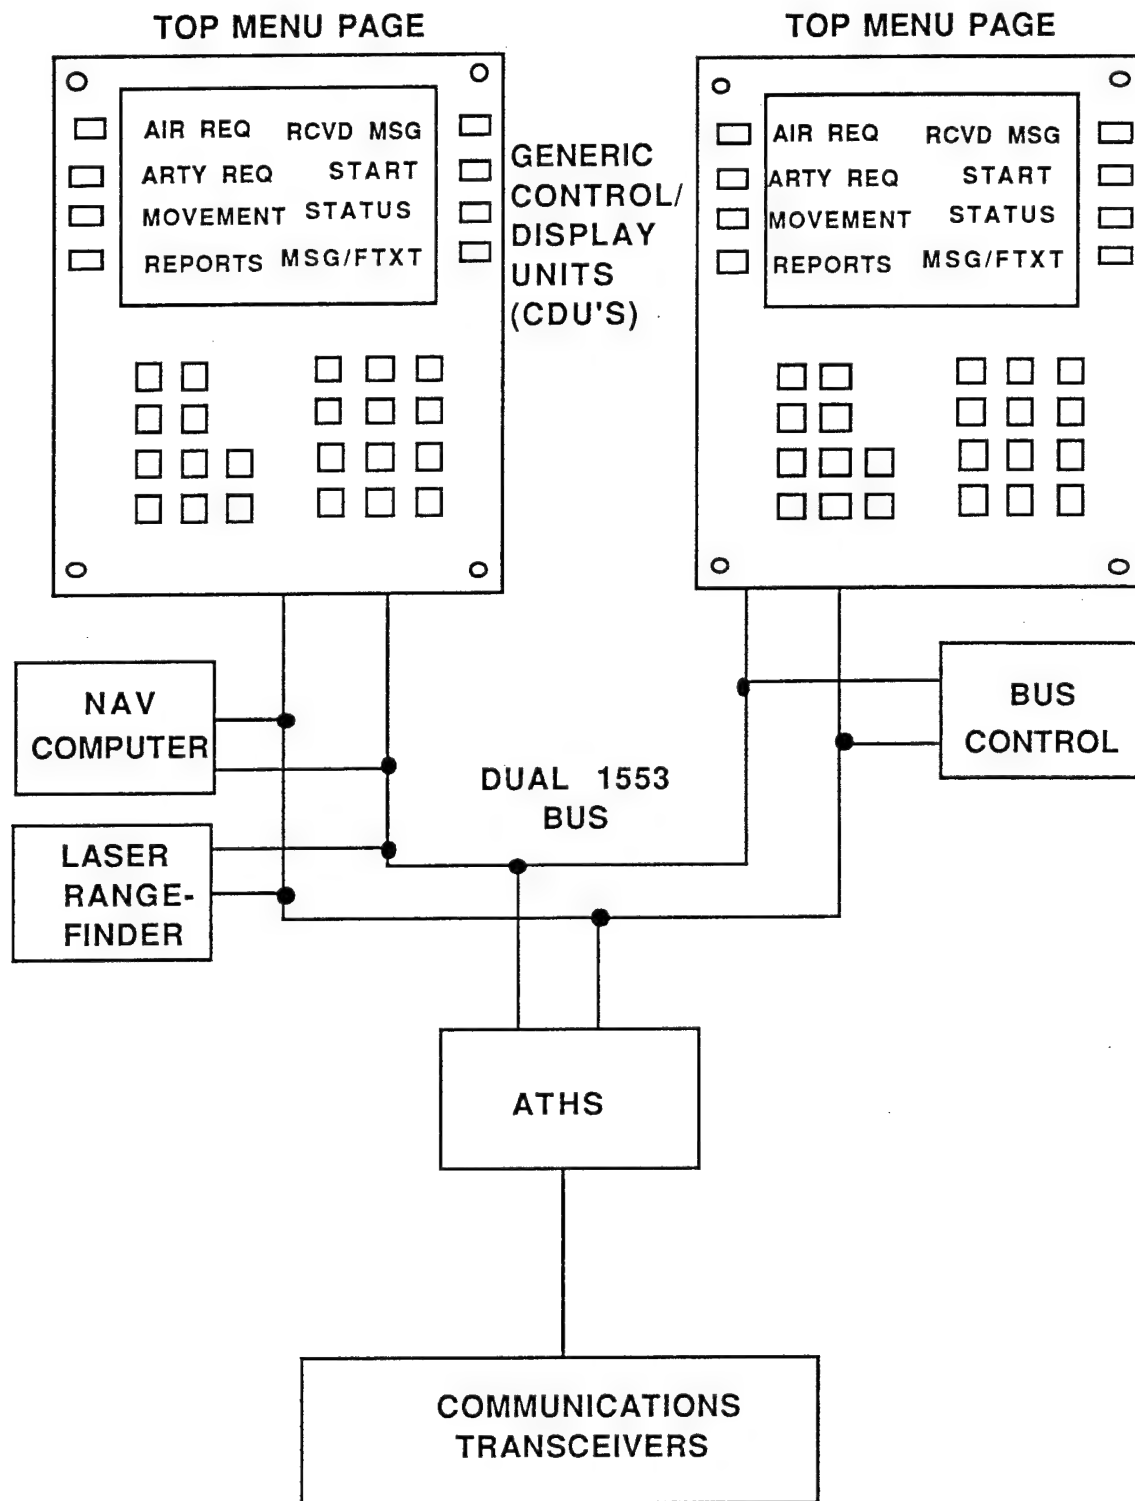 TOP MENU PAGE
AIR REQ RCVD MSG
ARTY REQ START
MOVEMENT STATUS
REPORTS MSG/FTXT
GENERIC
CONTROL/
DISPLAY
UNITS
(CDU'S)
TOP MENU PAGE
AIR REQ RCVD MSG
ARTY REQ START
MOVEMENT STATUS
REPORTS MSG/FTXT
NAV
COMPUTER
LASER
RANGE-
FINDER
DUAL 1553
BUS
BUS
CONTROL
ATHS
COMMUNICATIONS
TRANSCEIVERS